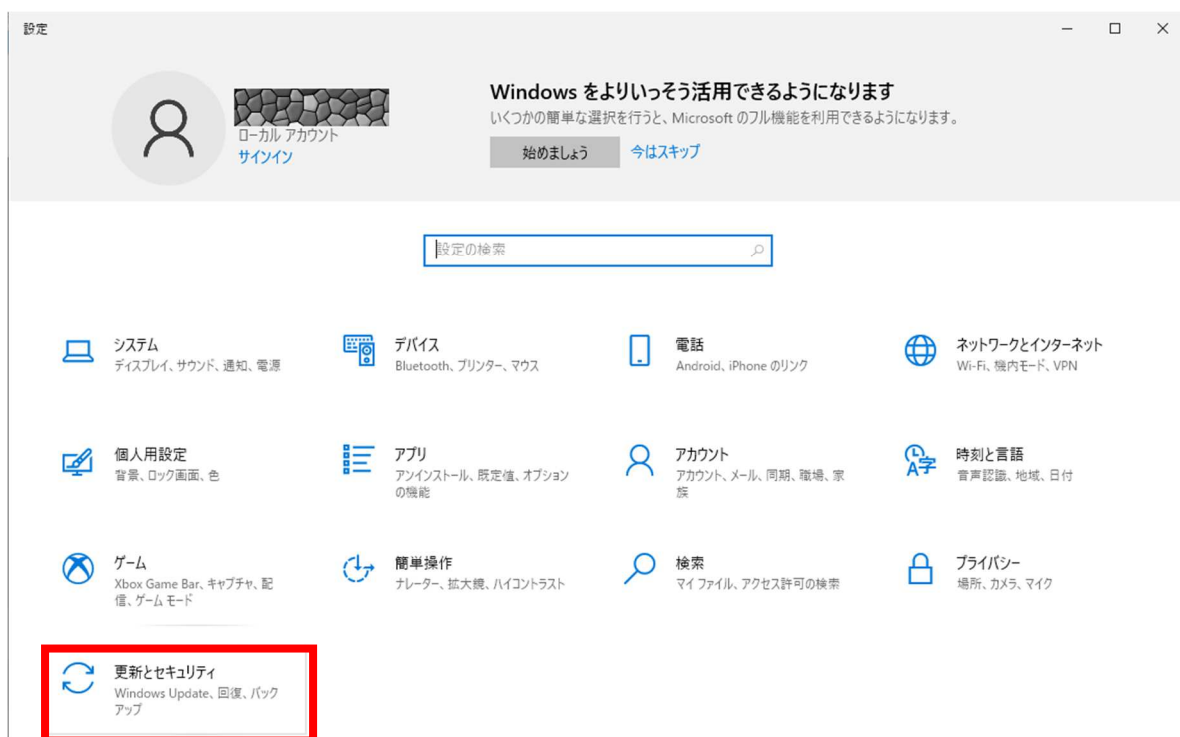 設定
Windows をよりいっそう活用できるようになります
いくつかの簡単な選択を行うと、Microsoft のフル機能を利用できるようになります。
ローカル アカウント
サインイン
始めましょう
今はスキップ
設定の検索
システム
ディスプレイ、サウンド、通知、電源
デバイス
Bluetooth、プリンター、マウス
電話
Android、iPhone のリンク
ネットワークとインターネット
Wi-Fi、機内モード、VPN
個人用設定
背景、ロック画面、色
アプリ
アンインストール、既定値、オプション
の機能
アカウント
アカウント、メール、同期、職場、家
族
時刻と言語
音声認識、地域、日付
ゲーム
Xbox Game Bar、キャプチャ、配
信、ゲーム モード
簡単操作
ナレーター、拡大鏡、ハイコントラスト
検索
マイ ファイル、アクセス許可の検索
プライバシー
場所、カメラ、マイク
更新とセキュリティ
Windows Update、回復、バック
アップ